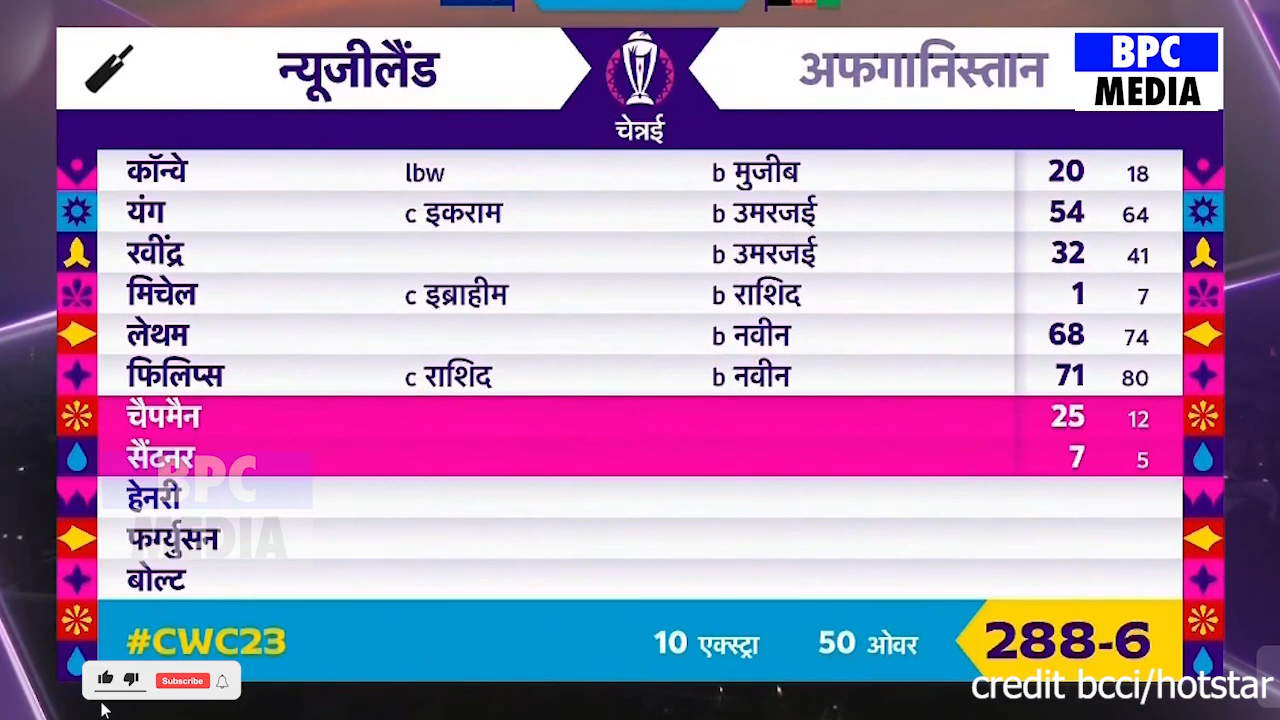 न्यूजीलैंड अफगानिस्तान BPC
MEDIA
चेन्नई
कॉन्वे lbw b मुजीब 20 18
यंग c इकराम b उमरजई 54 64
रवींद्र b उमरजई 32 41
मिचेल c इब्राहीम b राशिद 1 7
लेथम b नवीन 68 74
फिलिप्स c राशिद b नवीन 71 80
चैपमैन 25 12
सैंटनर 7 5
BPC
हेनरी
MEDIA
फर्ग्युसन
बोल्ट
#CWC23 10 एक्स्ट्रा 50 ओवर 288-6
Subscribe
credit bcci/hotstar